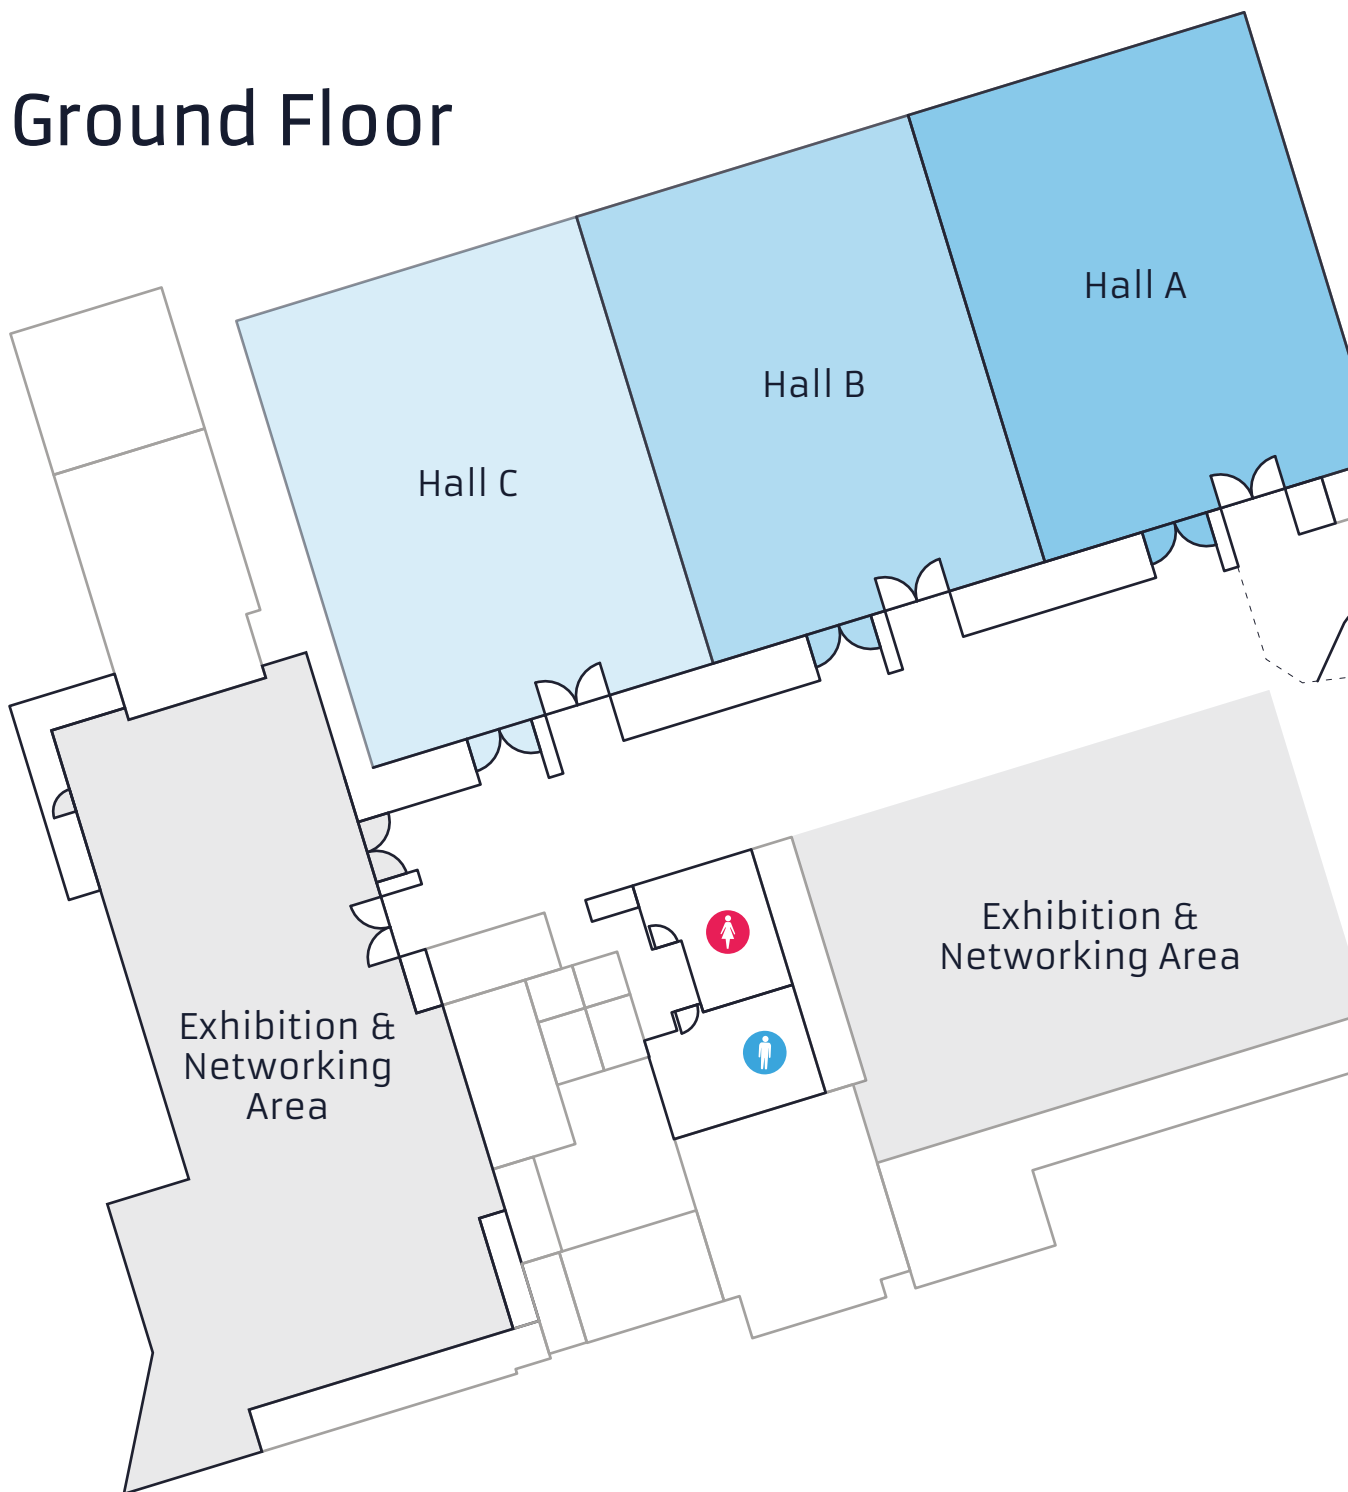 Ground Floor
Hall A
Hall B
Hall C
Exhibition &
Networking Area
Exhibition &
Networking
Area